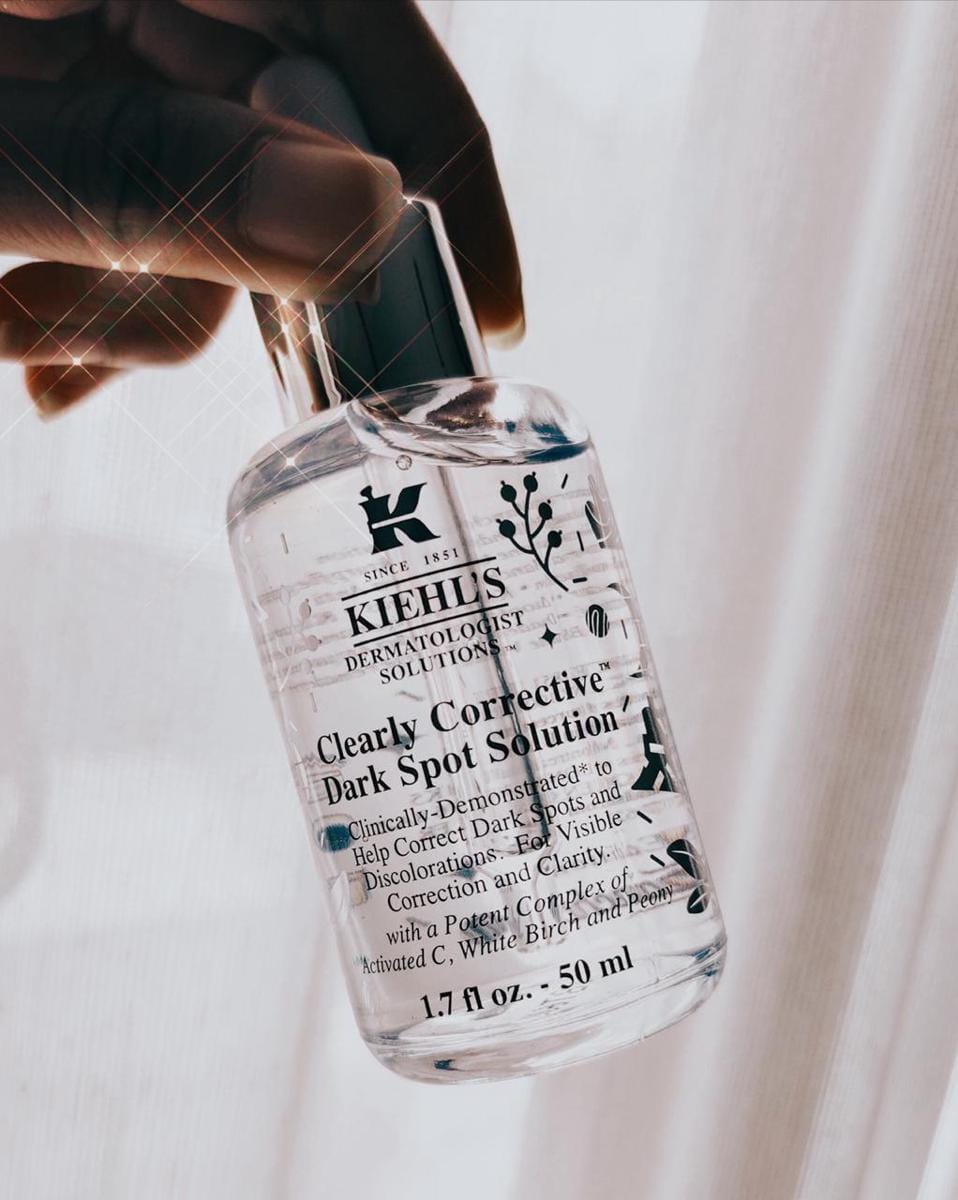 K
SINCE 1851
KIEHL'S
DERMATOLOGIST
SOLUTIONS™
Clearly Corrective™
Dark Spot Solution
Clinically-Demonstrated* to
Help Correct Dark Spots and
Discolorations. For Visible
Correction and Clarity.
with a Potent Complex of
Activated C, White Birch and Peony
1.7 fl oz. - 50 ml